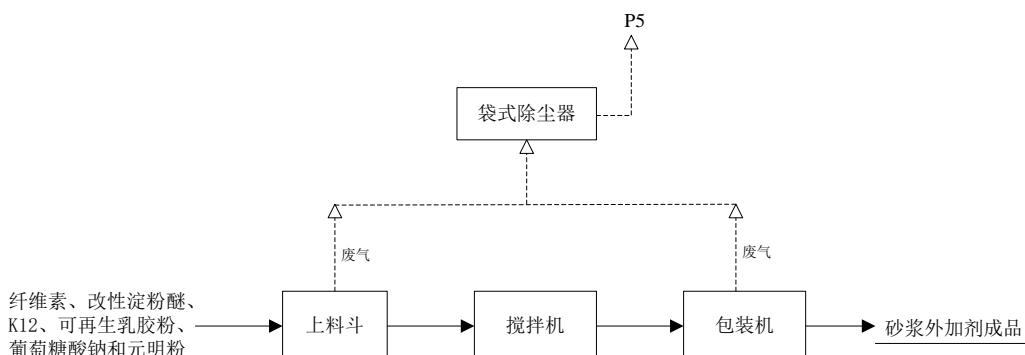 P5
袋式除尘器
废气
废气
纤维素、改性淀粉醚、
K12、可再生乳胶粉、
葡萄糖酸钠和元明粉
上料斗
搅拌机
包装机
砂浆外加剂成品